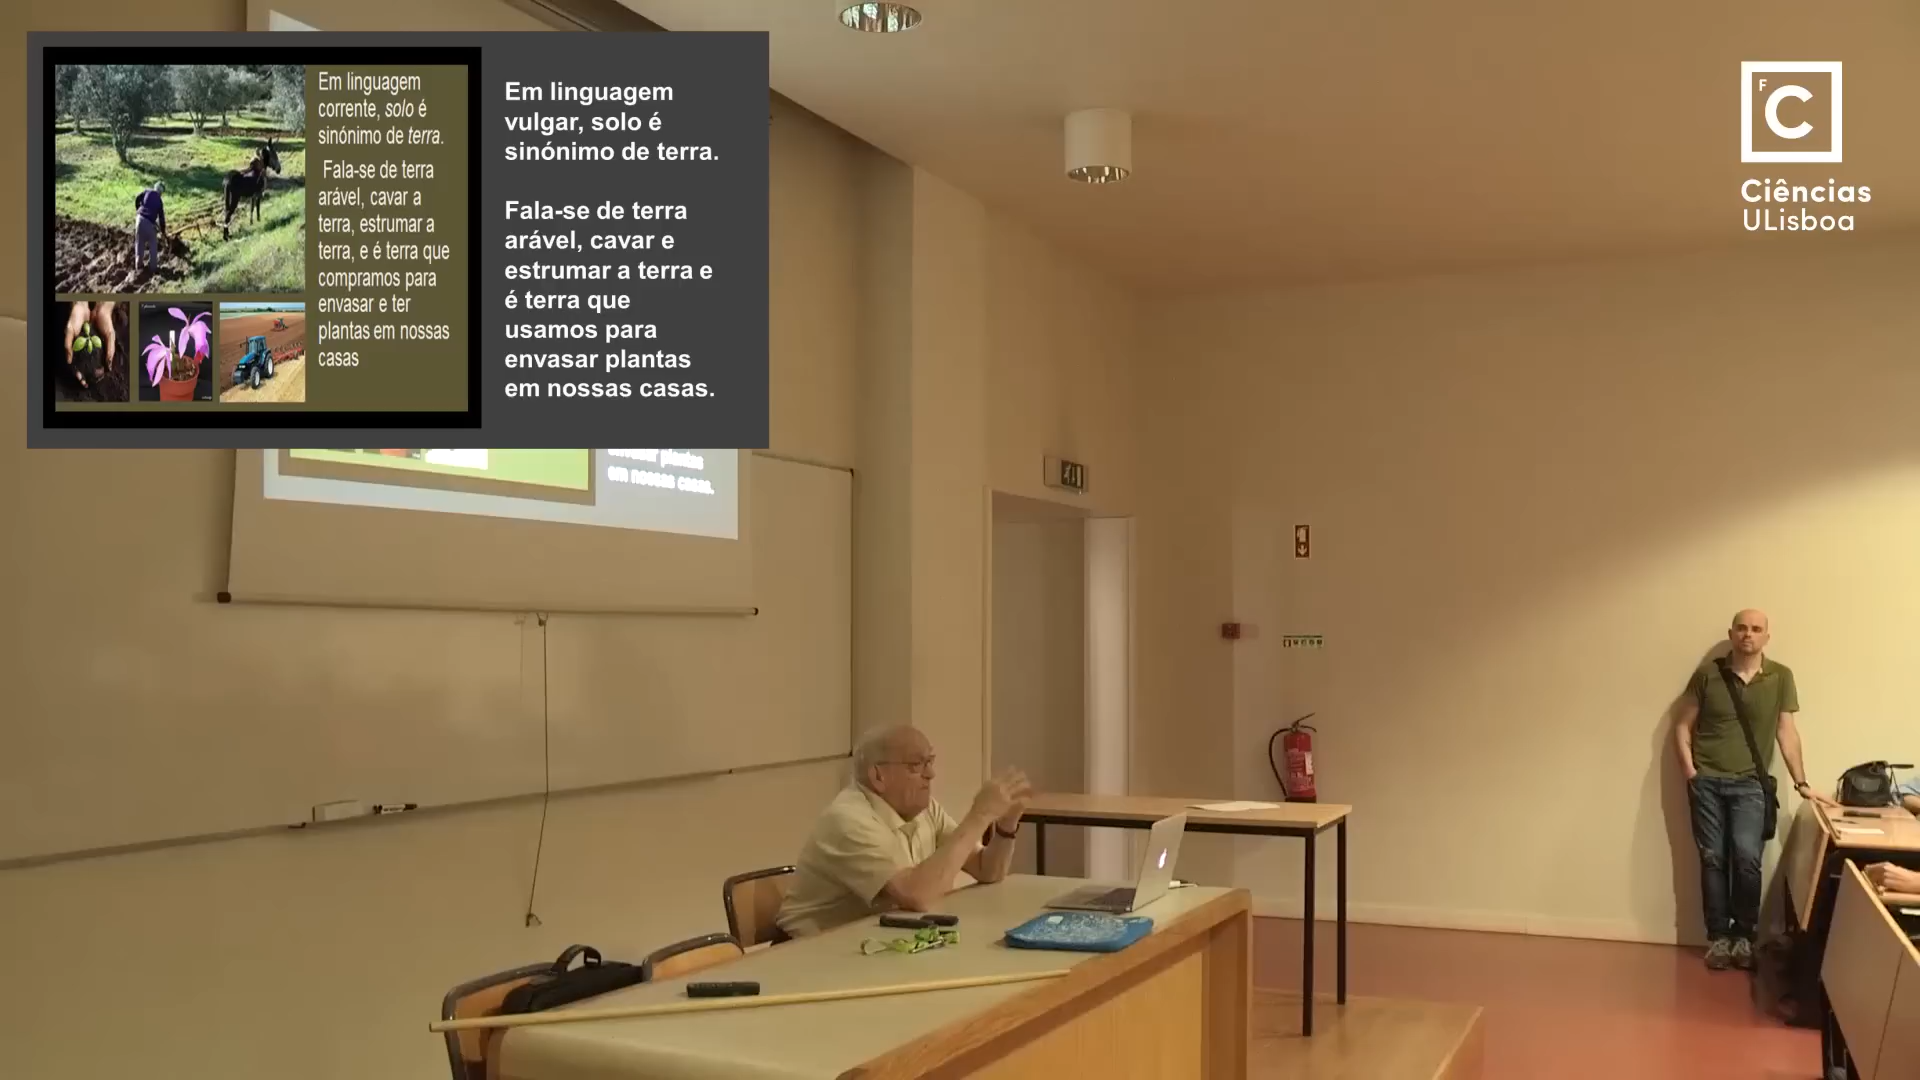 Em linguagem
corrente, solo é
sinónimo de terra.
Fala-se de terra
arável, cavar a
terra, estrumar a
terra, e é terra que
compramos para
envasar e ter
plantas em nossas
casas
Em linguagem
vulgar, solo é
sinónimo de terra.
Fala-se de terra
arável, cavar e
estrumar a terra e
é terra que
usamos para
envasar plantas
em nossas casas.
envasar plantas
em nossas casas.
F
C
Ciências
ULisboa